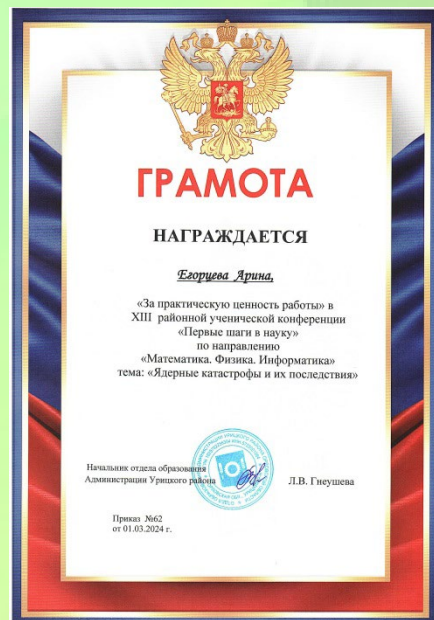 ГРАМОТА
НАГРАЖДАЕТСЯ
Егорцева Арина,
«За практическую ценность работы» в
XIII районной ученической конференции
«Первые шаги в науку»
по направлению
«Математика. Физика. Информатика»
тема: «Ядерные катастрофы и их последствия»
Начальник отдела образования
Администрации Урицкого района Л.В. Гнеушева
Приказ №62
от 01.03.2024 г.